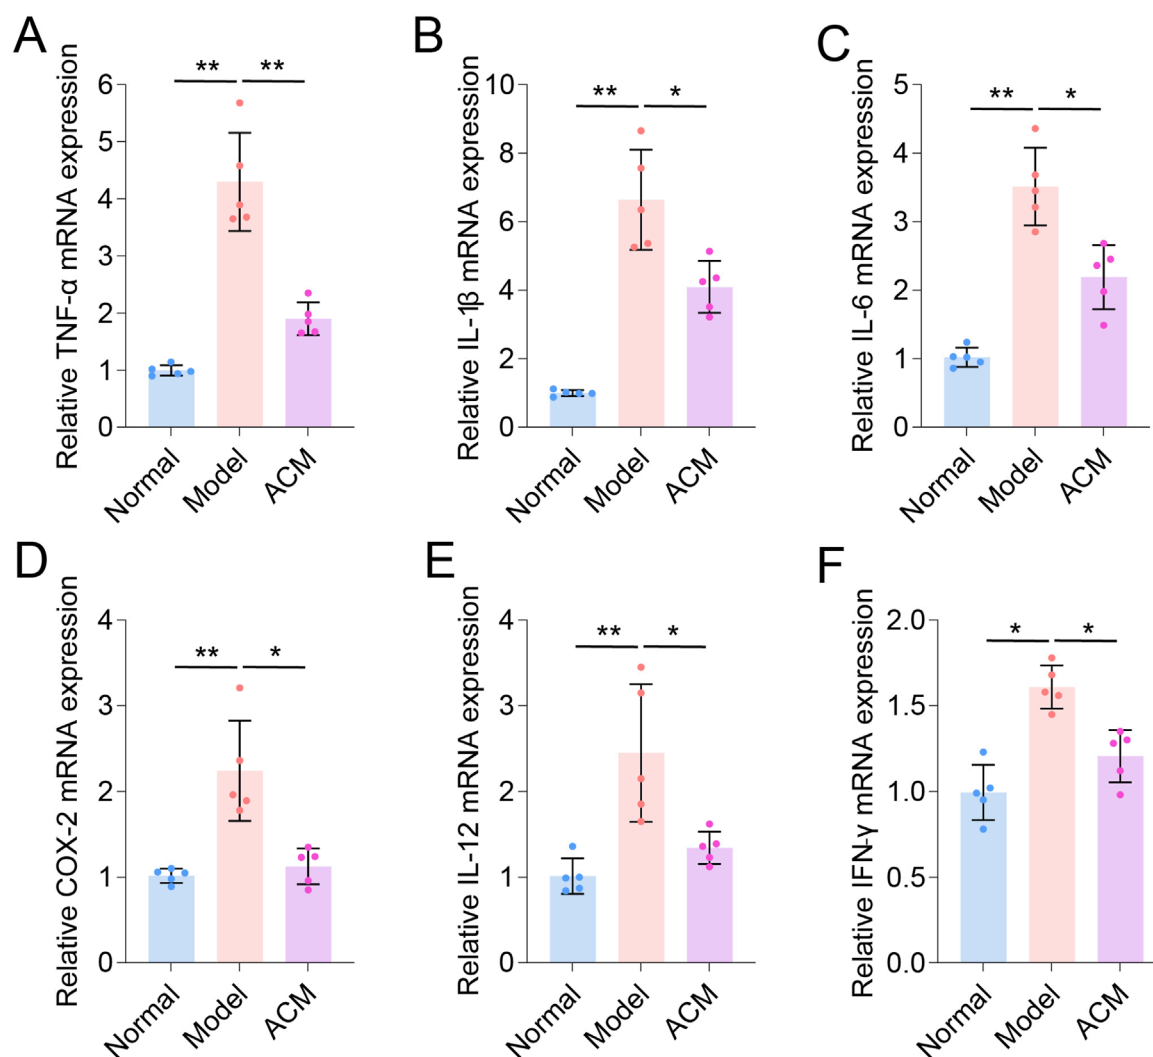 A
Relative TNF-α mRNA expression
6
5
4
3
2
1
0
** **
Normal
Model
ACM
B
Relative IL-1β mRNA expression
10
8
6
4
2
0
** *
Normal
Model
ACM
C
Relative IL-6 mRNA expression
5
4
3
2
1
0
** *
Normal
Model
ACM
D
Relative COX-2 mRNA expression
4
3
2
1
0
** *
Normal
Model
ACM
E
Relative IL-12 mRNA expression
4
3
2
1
0
** *
Normal
Model
ACM
F
Relative IFN-γ mRNA expression
2.0
1.5
1.0
0.5
0.0
* *
Normal
Model
ACM